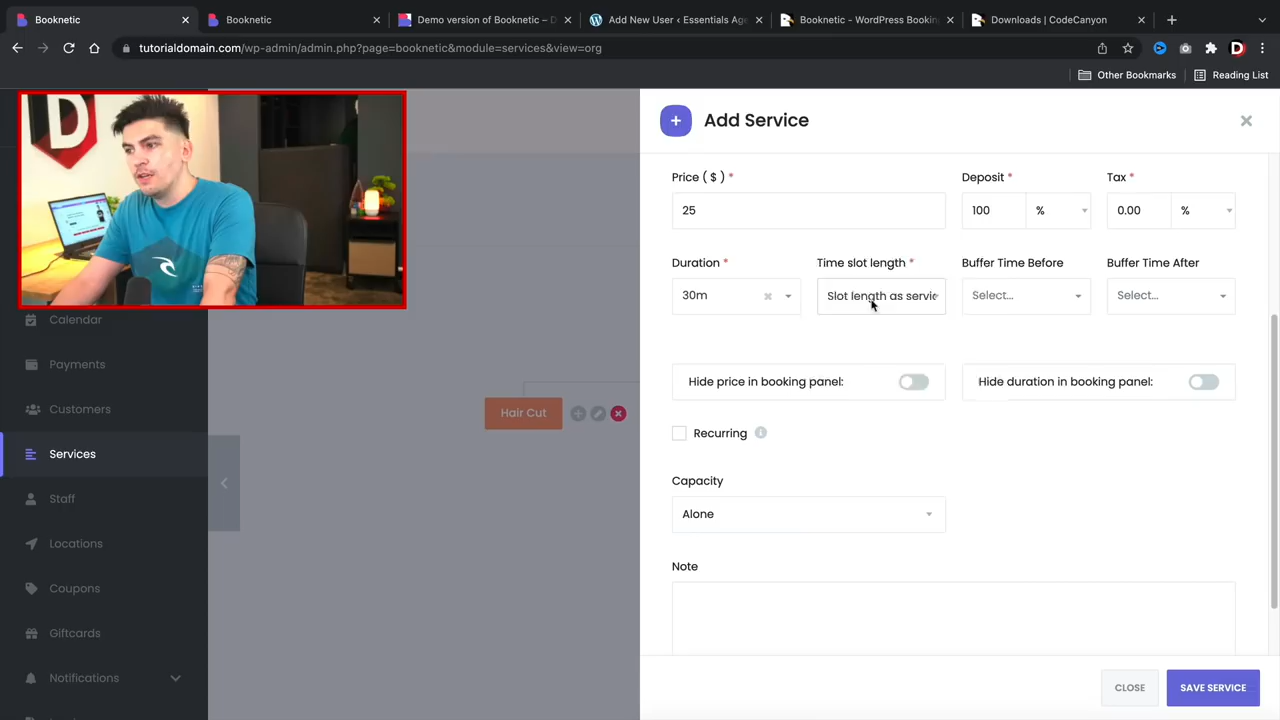 Booknetic
Booknetic
Demo version of Booknetic – D
Add New User ‹ Essentials Age
Booknetic - WordPress Bookin
Downloads | CodeCanyon
tutorialdomain.com/wp-admin/admin.php?page=booknetic&module=services&view=org
Other Bookmarks
Reading List
D
Add Service
Price ( $ ) *
Deposit *
Tax *
25
100
%
0.00
%
Duration *
Time slot length *
Buffer Time Before
Buffer Time After
30m
Slot length as servic
Select...
Select...
Calendar
Payments
Customers
Services
Staff
Locations
Coupons
Giftcards
Notifications
Hair Cut
Hide price in booking panel:
Hide duration in booking panel:
Recurring
Capacity
Alone
Note
CLOSE
SAVE SERVICE